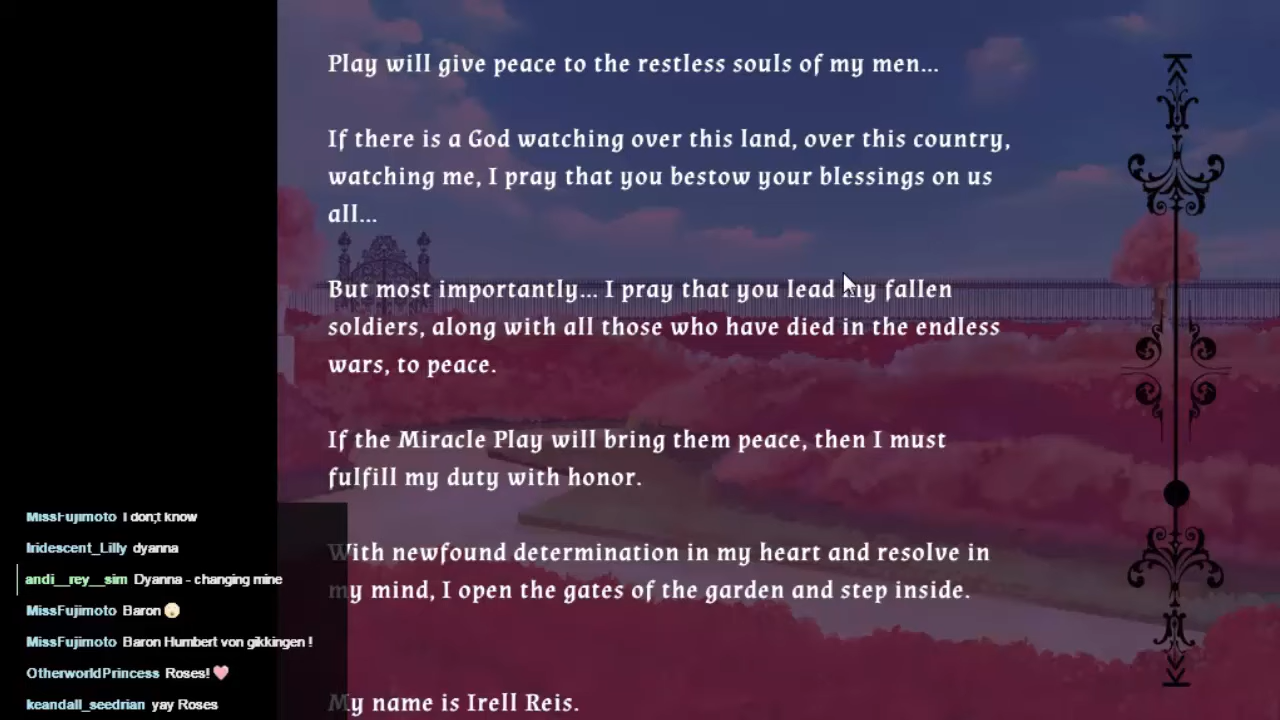 Play will give peace to the restless souls of my men...
If there is a God watching over this land, over this country,
watching me, I pray that you bestow your blessings on us
all...
But most importantly... I pray that you lead my fallen
soldiers, along with all those who have died in the endless
wars, to peace.
If the Miracle Play will bring them peace, then I must
fulfill my duty with honor.
With newfound determination in my heart and resolve in
my mind, I open the gates of the garden and step inside.
My name is Irell Reis.
MissFujimoto I don;t know
Iridescent_Lilly dyanna
andi__rey__sim Dyanna - changing mine
MissFujimoto Baron
MissFujimoto Baron Humbert von gikkingen !
OtherworldPrincess Roses!
keandall_seedrian yay Roses